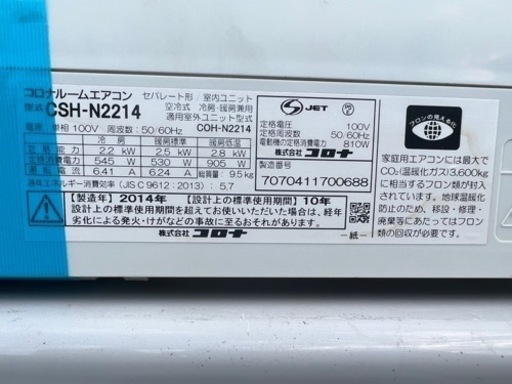 コロナルームエアコン セパレート形 / 室内ユニット
型式 CSH-N2214 空冷式 冷房・暖房兼用
適用室外ユニット型式
電源 単相 100V 周波数: 50/60Hz COH-N2214
冷房 暖房標準 暖房低温
能力 2.2 kW 2.5 kW 2.8 kW
消費電力 545 W 530 W 905 W
運転電流 6.41 A 6.24 A 総質量: 9.5kg
通年エネルギー消費効率 (JIS C 9612 : 2013) : 5.7
S JET
定格電圧 100V
定格周波数 50/60Hz
電動機の定格消費電力 810W
株式会社 コロナ
製造番号
7070411700688
【製造年】2014年 【設計上の標準使用期間】10年
設計上の標準使用期間を超えてお使いいただいた場合は、経年
劣化による発火・けがなどの事故に至るおそれがあります。
株式会社コロナ
-紙-
フロンの見える化
家庭用エアコンには最大で
CO₂(温暖化ガス)3,600kg
に相当するフロン類が封入
されています。地球温暖化
防止のため、移設・修理・
廃棄等にあたってはフロン
類の回収が必要です。